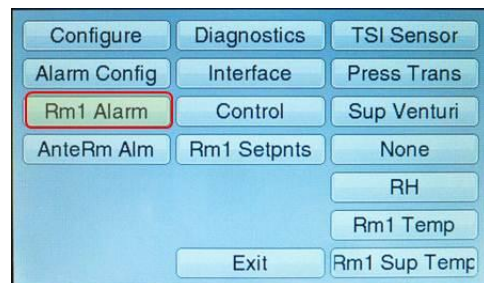 Configure Diagnostics TSI Sensor
Alarm Config Interface Press Trans
Rm1 Alarm Control Sup Venturi
AnteRm Alm Rm1 Setpnts None
RH
Rm1 Temp
Exit Rm1 Sup Temp